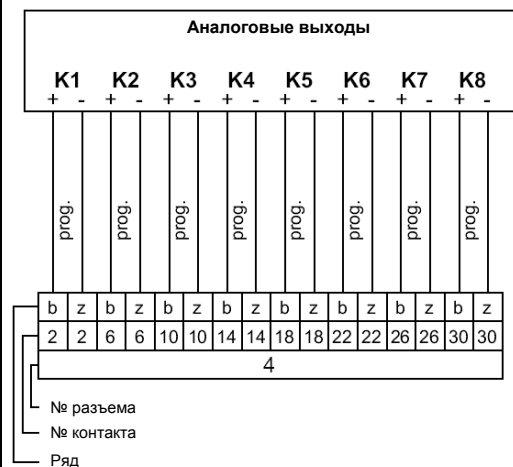 Аналоговые выходы
K1 K2 K3 K4 K5 K6 K7 K8
+ - + - + - + - + - + - + - + -
prog. prog. prog. prog. prog. prog. prog. prog.
b z b z b z b z b z b z b z b z
2 2 6 6 10 10 14 14 18 18 22 22 26 26 30 30
4
№ разъема
№ контакта
Ряд